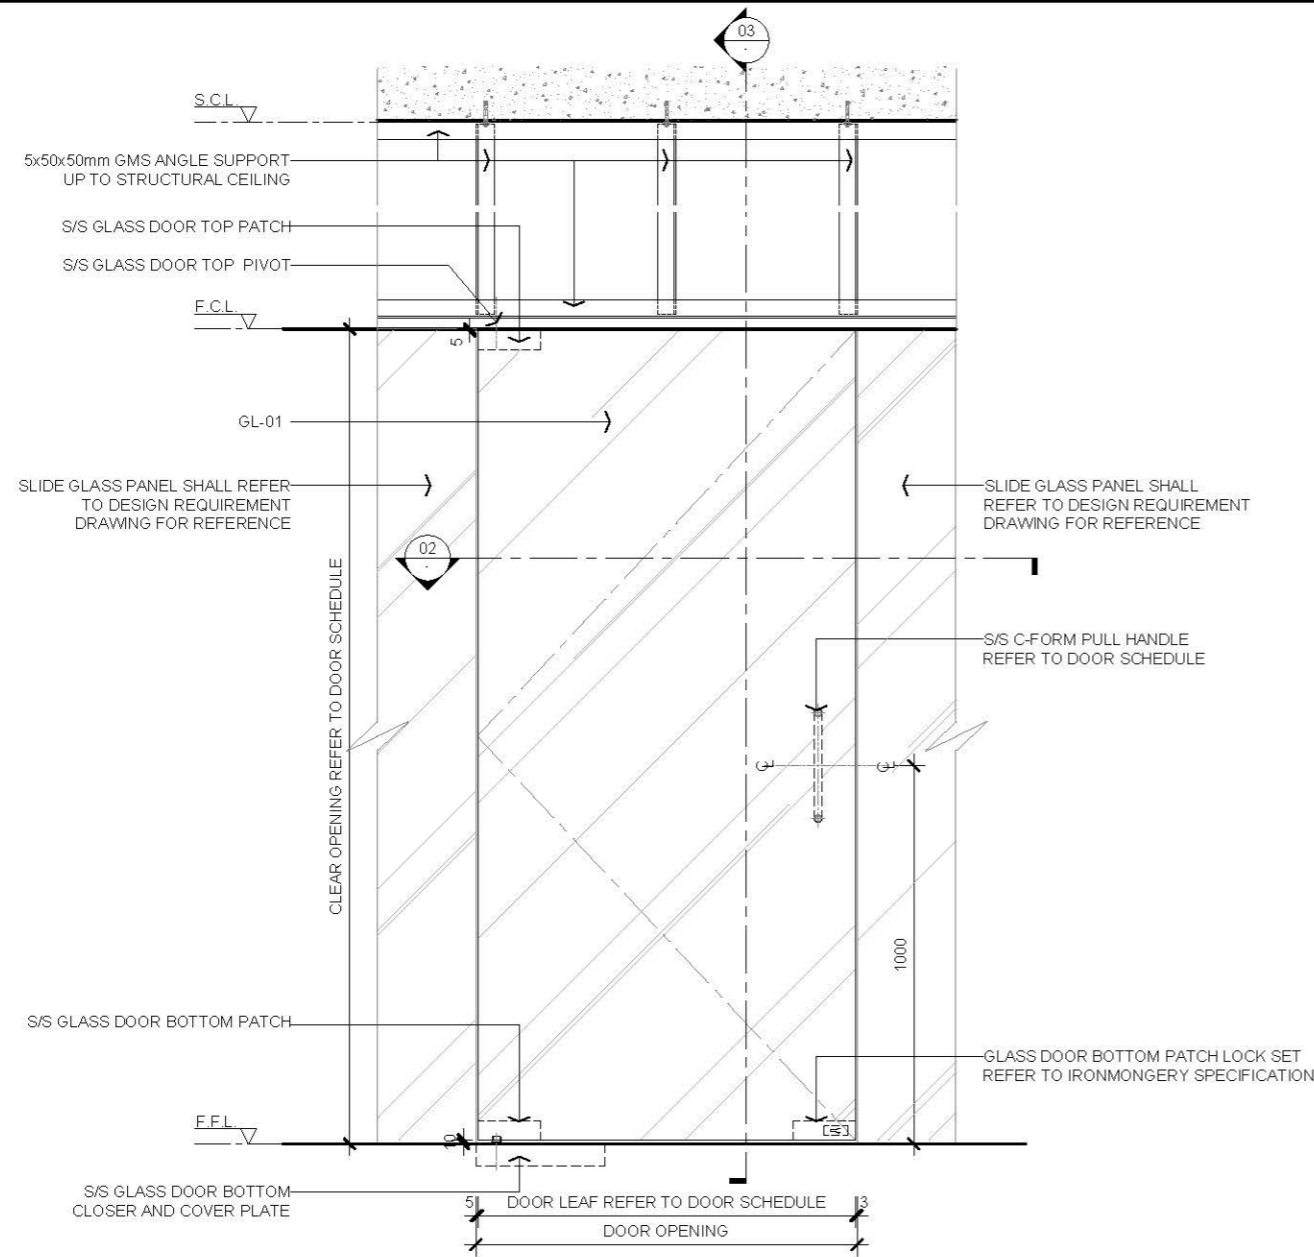 03
-
S.C.L.
5x50x50mm GMS ANGLE SUPPORT
UP TO STRUCTURAL CEILING
S/S GLASS DOOR TOP PATCH
S/S GLASS DOOR TOP PIVOT
F.C.L.
5
GL-01
SLIDE GLASS PANEL SHALL REFER
TO DESIGN REQUIREMENT
DRAWING FOR REFERENCE
SLIDE GLASS PANEL SHALL
REFER TO DESIGN REQUIREMENT
DRAWING FOR REFERENCE
02
-
CLEAR OPENING REFER TO DOOR SCHEDULE
S/S C-FORM PULL HANDLE
REFER TO DOOR SCHEDULE
1000
S/S GLASS DOOR BOTTOM PATCH
GLASS DOOR BOTTOM PATCH LOCK SET
REFER TO IRONMONGERY SPECIFICATION
F.F.L.
10
S/S GLASS DOOR BOTTOM
CLOSER AND COVER PLATE
5
DOOR LEAF REFER TO DOOR SCHEDULE
3
DOOR OPENING